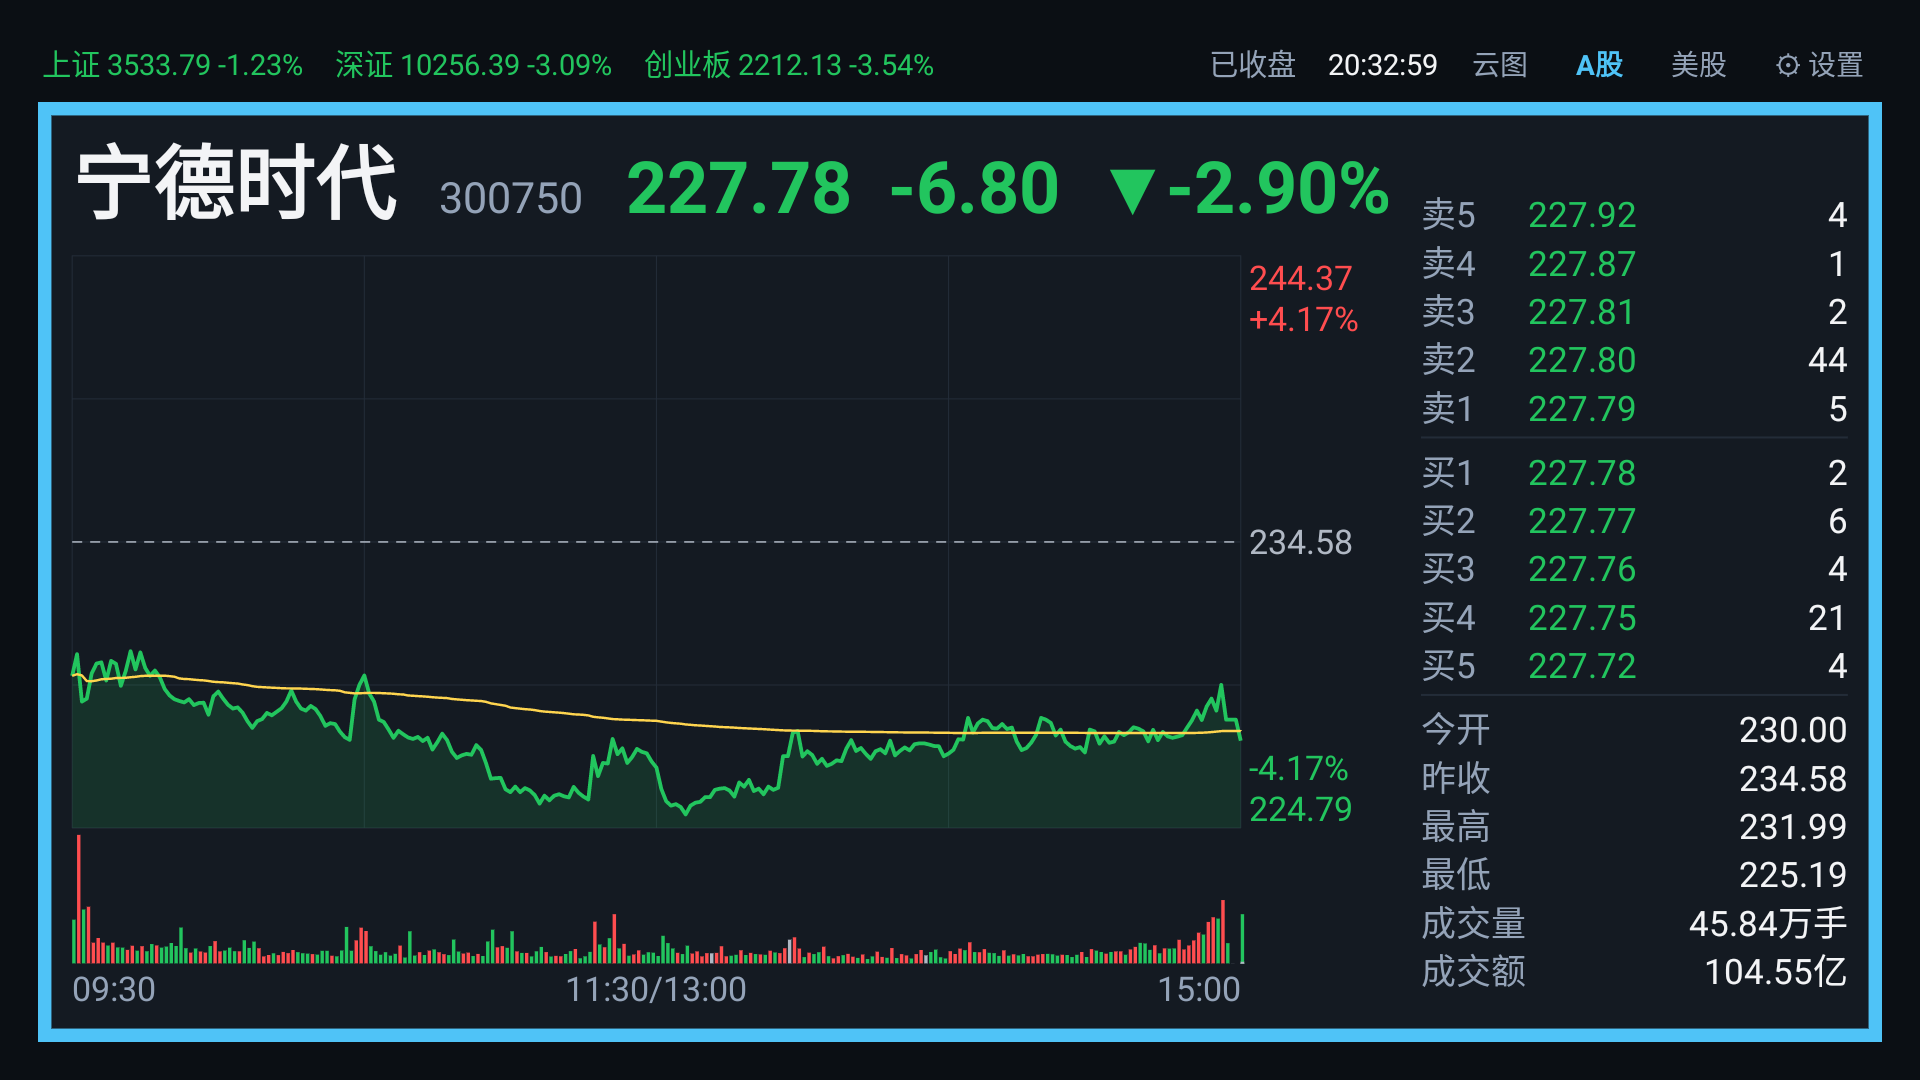 上证 3533.79 -1.23% 深证 10256.39 -3.09% 创业板 2212.13 -3.54% 已收盘 20:32:59 云图 A股 美股 设置
宁德时代 300750 227.78 -6.80 ▼-2.90%
244.37
+4.17%
234.58
-4.17%
224.79
09:30 11:30/13:00 15:00
卖5 227.92 4
卖4 227.87 1
卖3 227.81 2
卖2 227.80 44
卖1 227.79 5
买1 227.78 2
买2 227.77 6
买3 227.76 4
买4 227.75 21
买5 227.72 4
今开 230.00
昨收 234.58
最高 231.99
最低 225.19
成交量 45.84万手
成交额 104.55亿